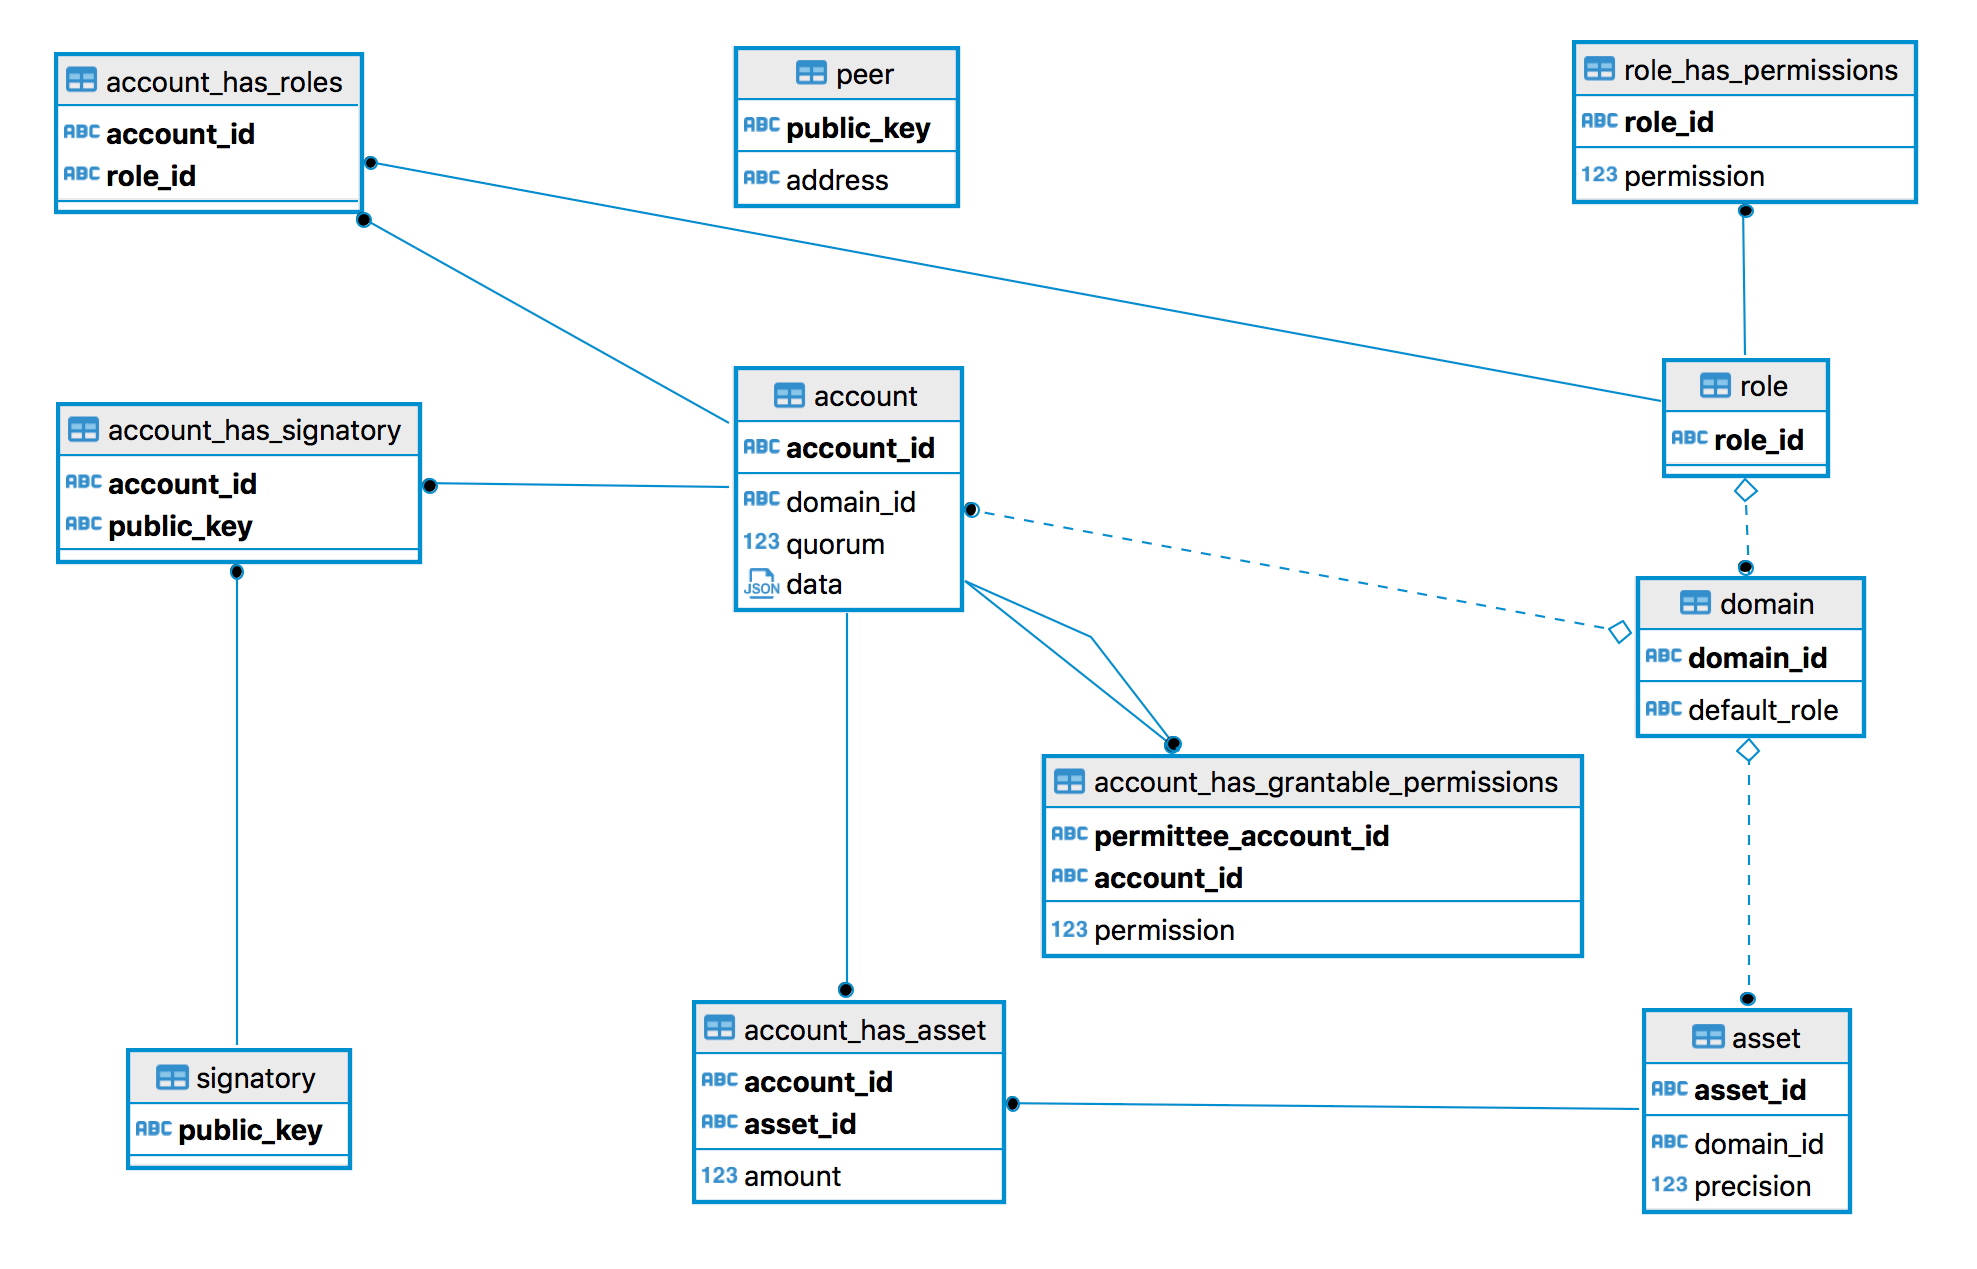 account_has_roles
ABC account_id
ABC role_id
peer
ABC public_key
ABC address
role_has_permissions
ABC role_id
123 permission
account_has_signatory
ABC account_id
ABC public_key
account
ABC account_id
ABC domain_id
123 quorum
JSON data
role
ABC role_id
domain
ABC domain_id
ABC default_role
account_has_grantable_permissions
ABC permittee_account_id
ABC account_id
123 permission
signatory
ABC public_key
account_has_asset
ABC account_id
ABC asset_id
123 amount
asset
ABC asset_id
ABC domain_id
123 precision